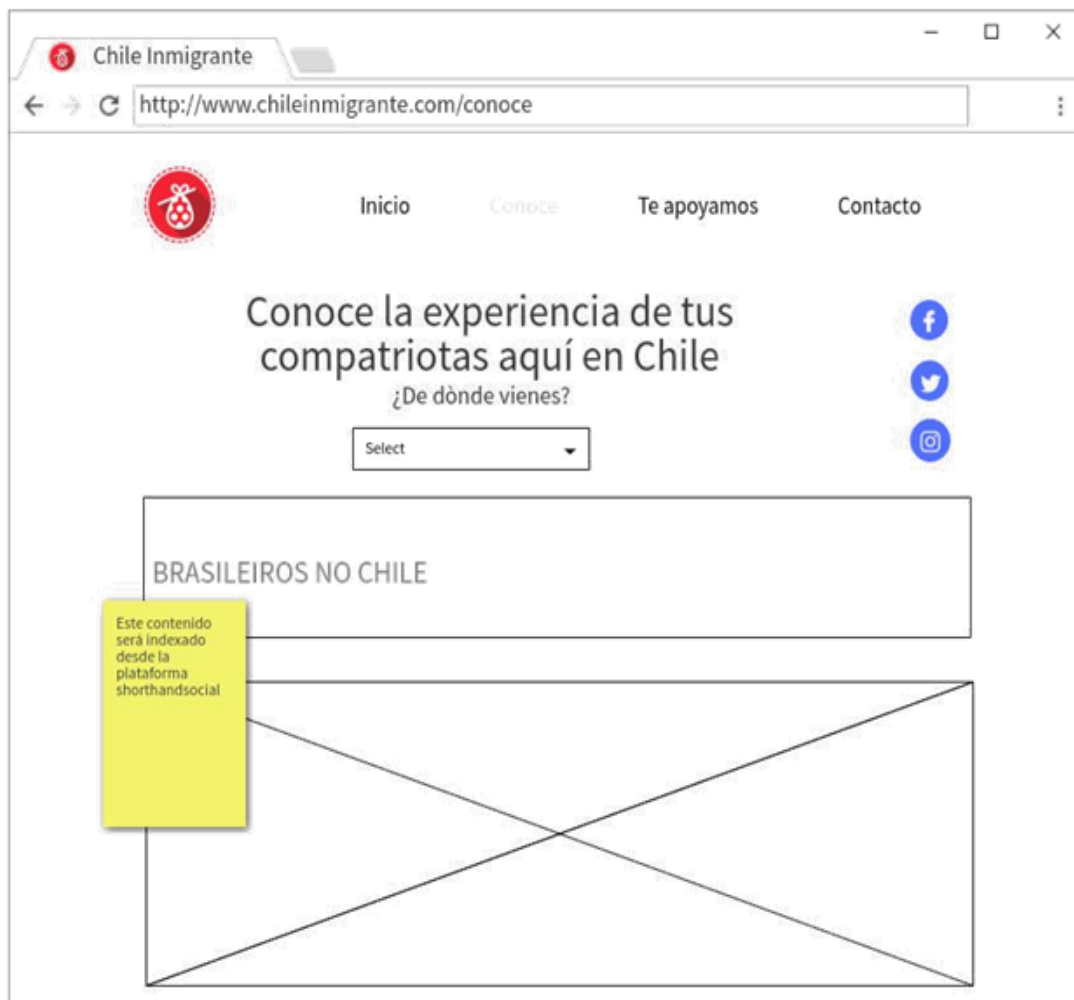 Chile Inmigrante
http://www.chileinmigrante.com/conoce
Inicio Conoce Te apoyamos Contacto
Conoce la experiencia de tus
compatriotas aquí en Chile
¿De dònde vienes?
Select
BRASILEIROS NO CHILE
Este contenido
será indexado
desde la
plataforma
shorthandsocial